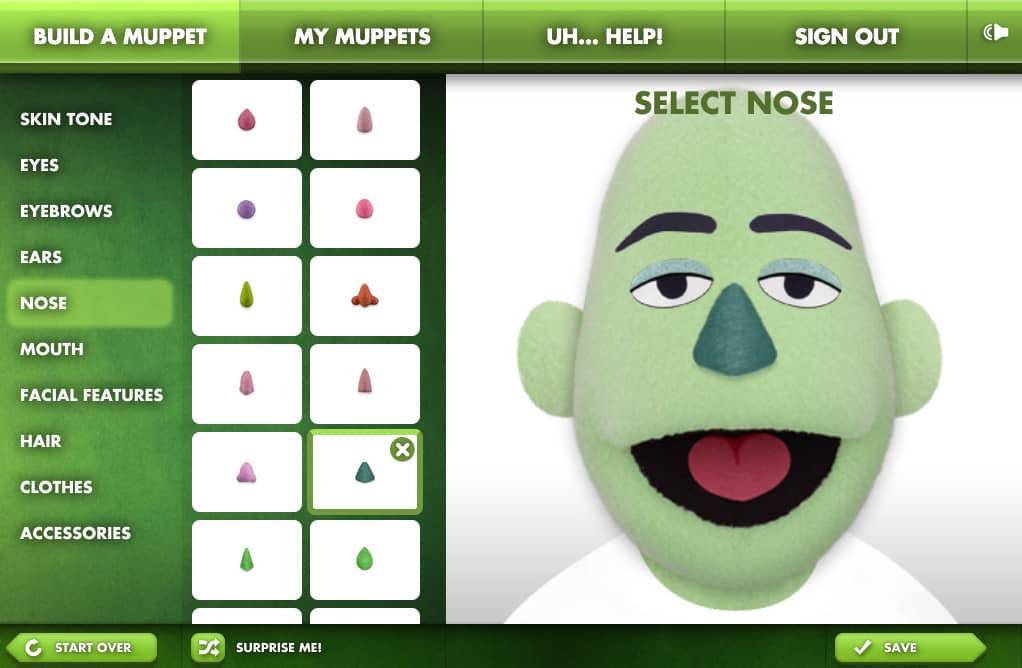 BUILD A MUPPET
MY MUPPETS
UH... HELP!
SIGN OUT
SELECT NOSE
SKIN TONE
EYES
EYEBROWS
EARS
NOSE
MOUTH
FACIAL FEATURES
HAIR
CLOTHES
ACCESSORIES
START OVER
SURPRISE ME!
SAVE